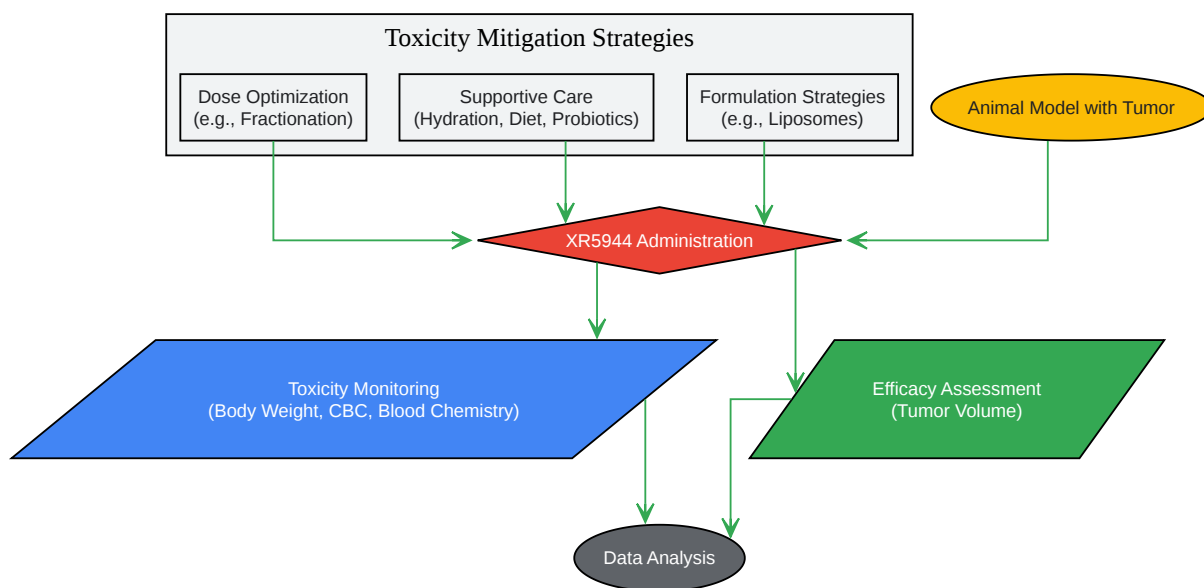 Toxicity Mitigation Strategies
Dose Optimization
(e.g., Fractionation)
Supportive Care
(Hydration, Diet, Probiotics)
Formulation Strategies
(e.g., Liposomes)
Animal Model with Tumor
XR5944 Administration
Toxicity Monitoring
(Body Weight, CBC, Blood Chemistry)
Efficacy Assessment
(Tumor Volume)
Data Analysis